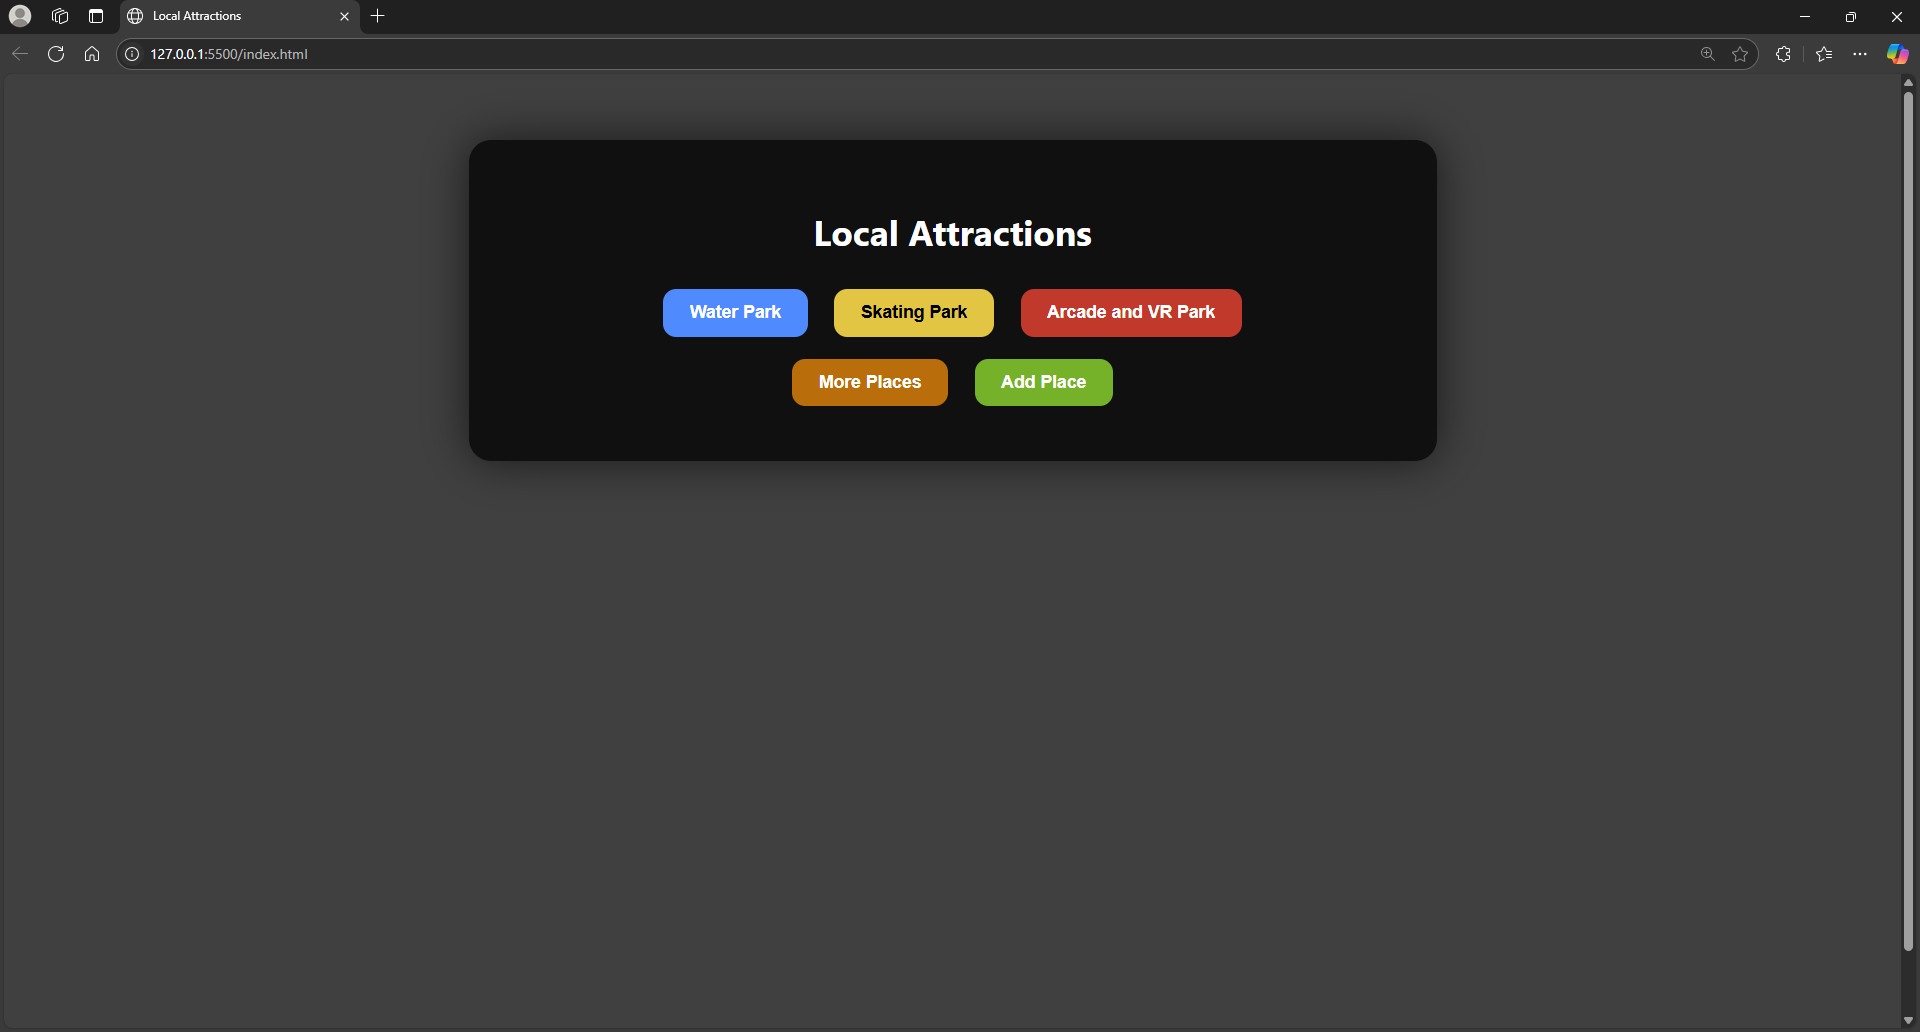 Local Attractions
127.0.0.1:5500/index.html
Local Attractions
Water Park Skating Park Arcade and VR Park
More Places Add Place